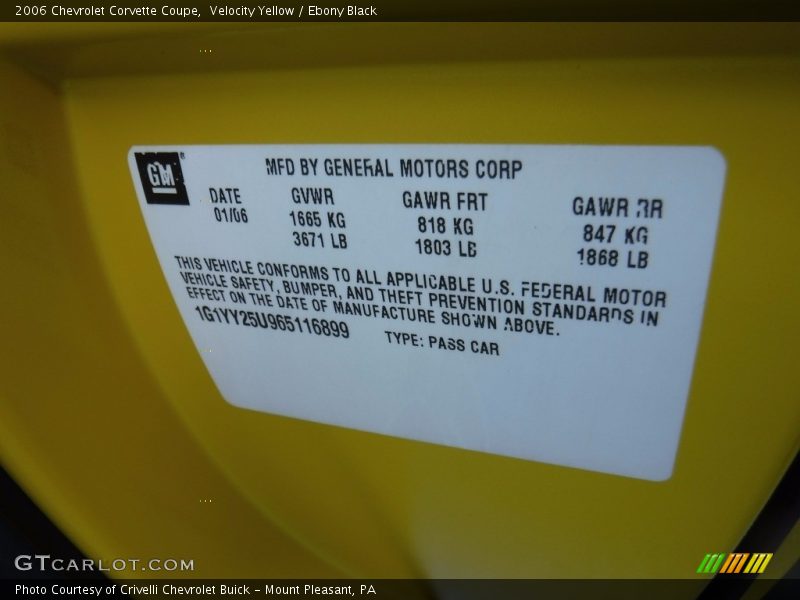 2006 Chevrolet Corvette Coupe,  Velocity Yellow / Ebony Black
GM
MFD BY GENERAL MOTORS CORP
DATE GVWR GAWR FRT GAWR RR
01/06 1665 KG 818 KG 847 KG
3671 LB 1803 LB 1868 LB
THIS VEHICLE CONFORMS TO ALL APPLICABLE U.S. FEDERAL MOTOR
VEHICLE SAFETY, BUMPER, AND THEFT PREVENTION STANDARDS IN
EFFECT ON THE DATE OF MANUFACTURE SHOWN ABOVE.
1G1YY25U965116899 TYPE: PASS CAR
GTCARLOT.COM
Photo Courtesy of Crivelli Chevrolet Buick – Mount Pleasant, PA